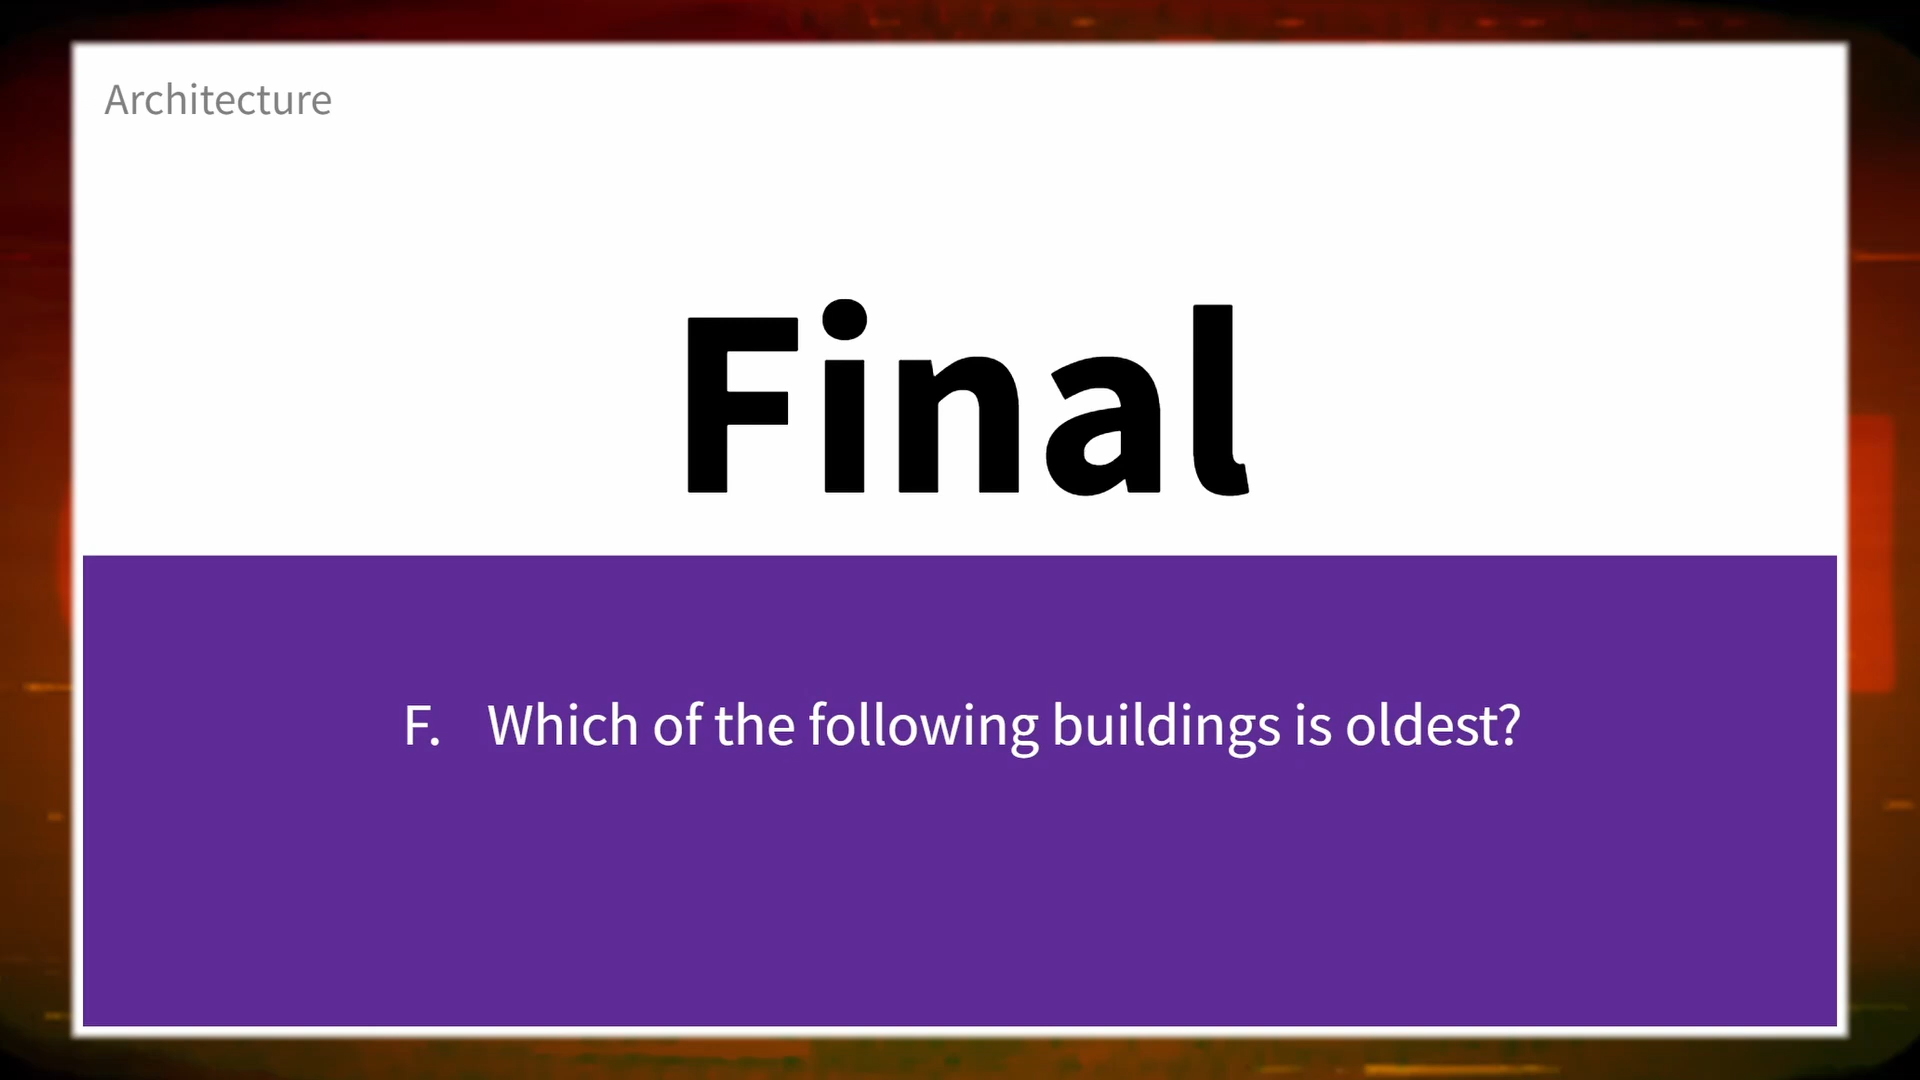 Architecture
Final
F. Which of the following buildings is oldest?